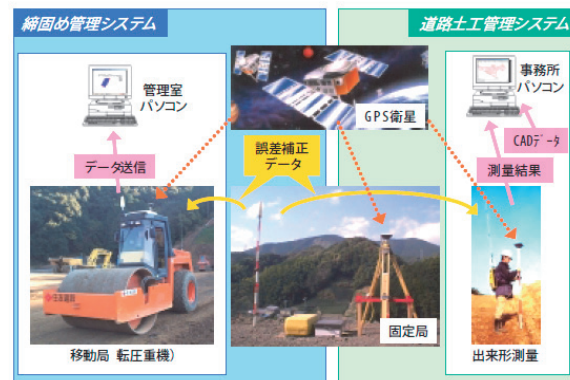 締固め管理システム
道路土工管理システム
管理室
パソコン
GPS衛星
事務所
パソコン
CADデータ
データ送信
誤差補正
データ
測量結果
移動局 転圧重機)
固定局
出来形測量